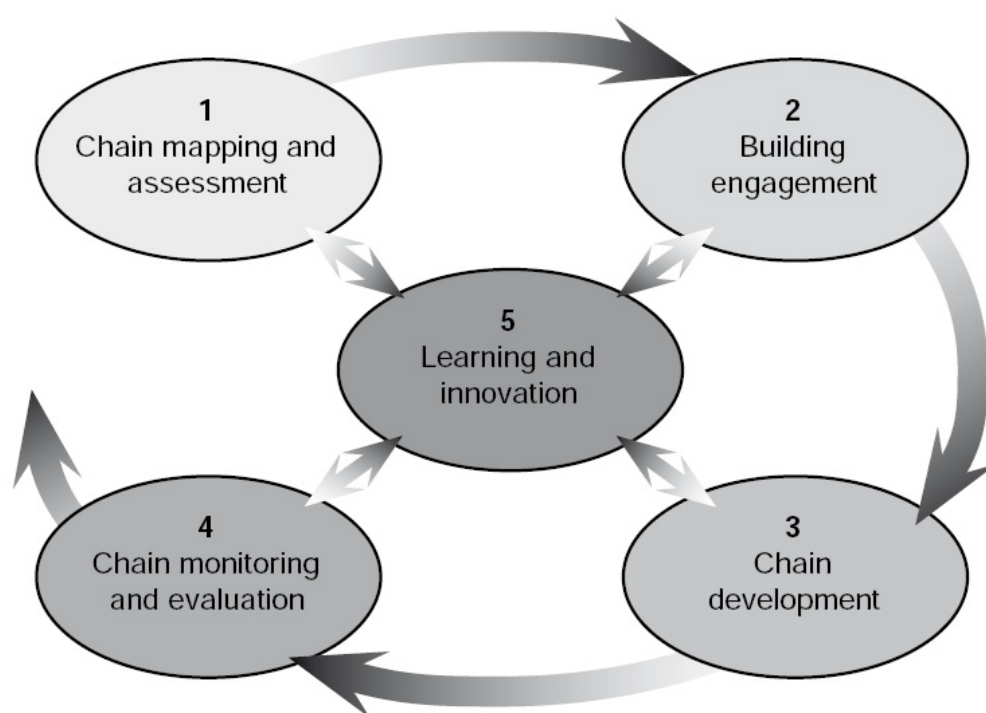 1
Chain mapping and
assessment
2
Building
engagement
5
Learning and
innovation
4
Chain monitoring
and evaluation
3
Chain
development